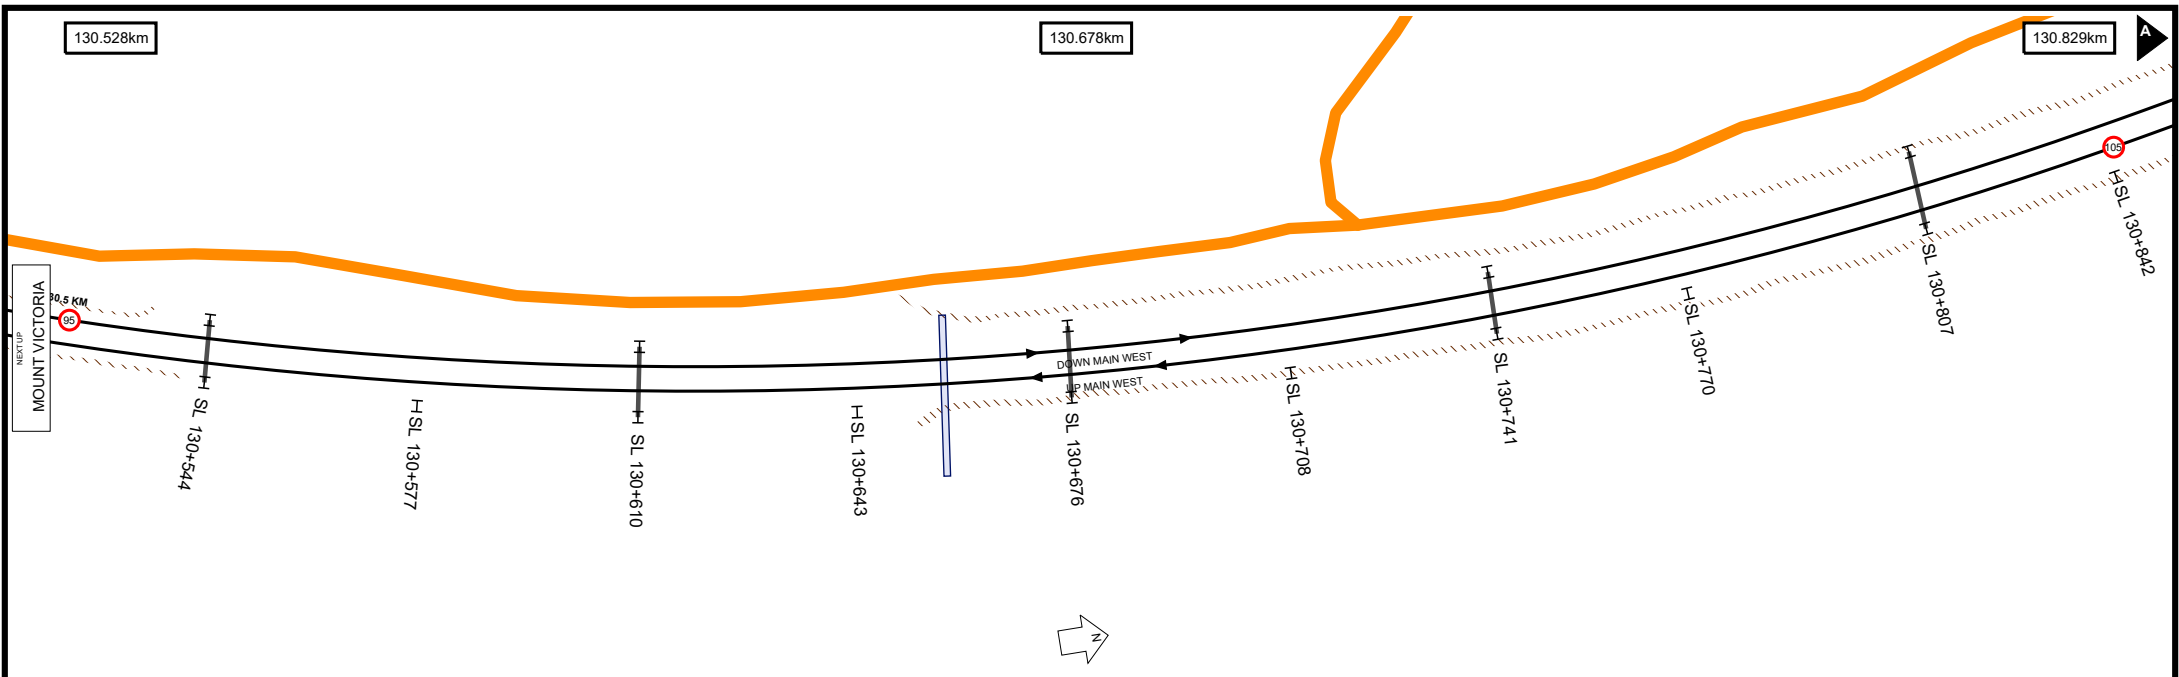 130.528km
130.678km
130.829km
A
105
30.5 KM
95
NEXT UP
MOUNT VICTORIA
DOWN MAIN WEST
UP MAIN WEST
SL 130+544
SL 130+577
SL 130+610
SL 130+643
SL 130+676
SL 130+708
SL 130+741
SL 130+770
SL 130+807
SL 130+842
N